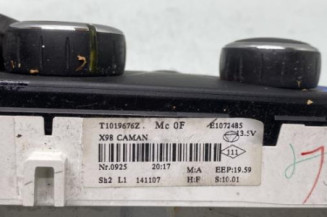 T1019676Z Mc 0F E1072485
X98 CAMAN 13.5V
Nr.0925 20:17 M:A EEP:19.59
Sh2 L1 141107 H:F S:10.01